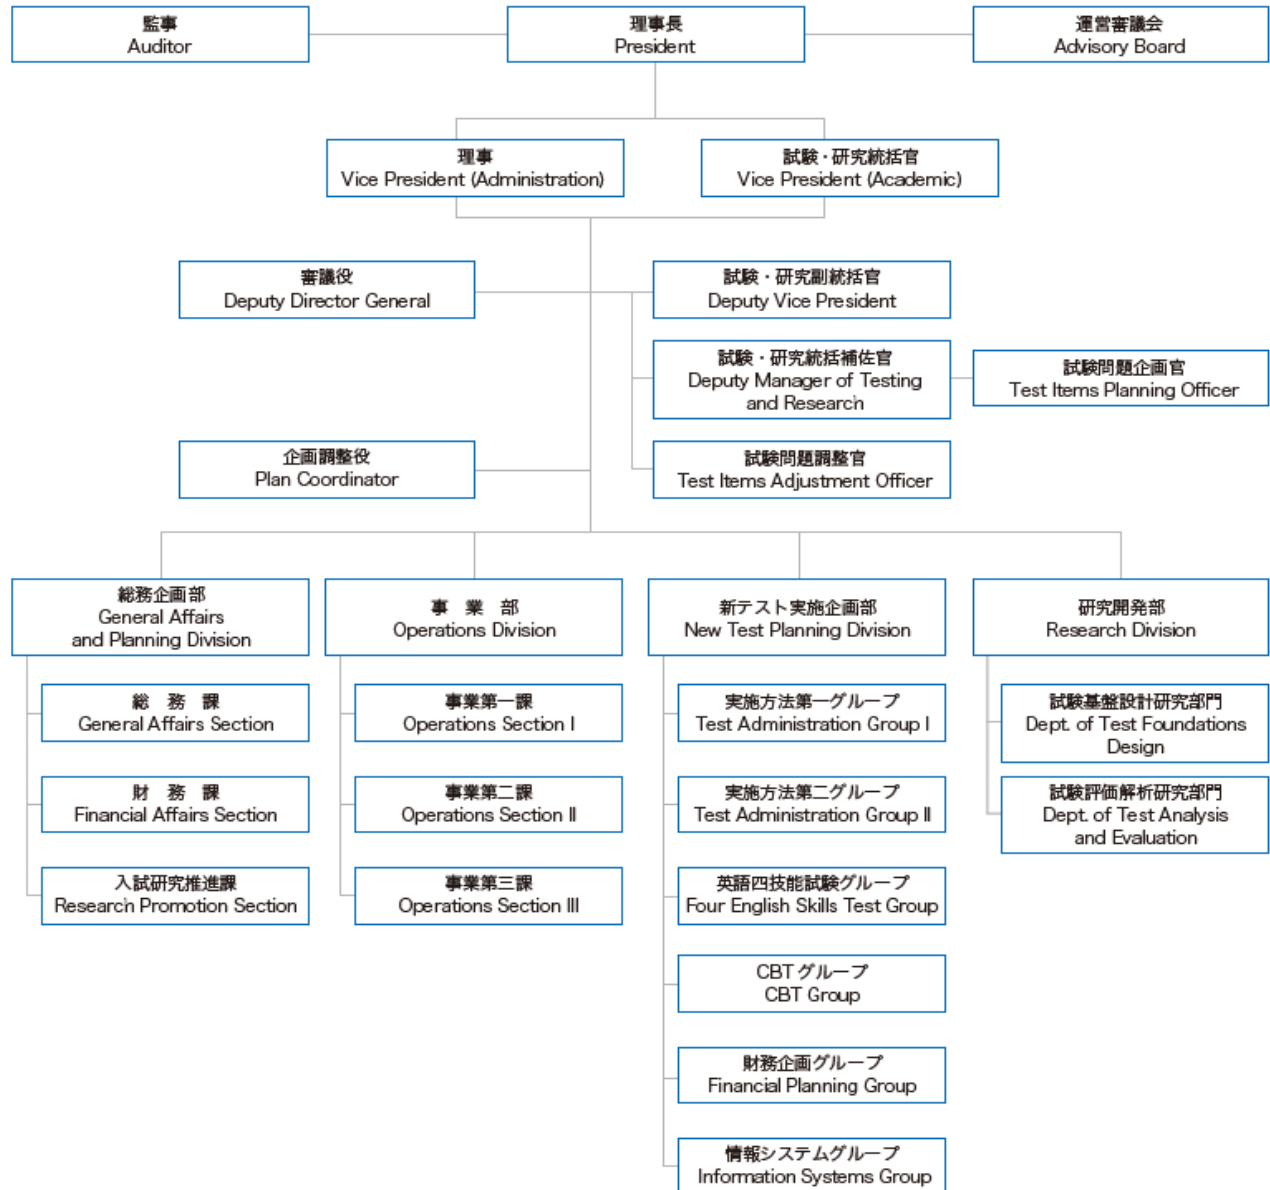 監事
Auditor
理事長
President
運営審議会
Advisory Board
理事
Vice President (Administration)
試験・研究統括官
Vice President (Academic)
審議役
Deputy Director General
試験・研究副統括官
Deputy Vice President
試験・研究統括補佐官
Deputy Manager of Testing
and Research
試験問題企画官
Test Items Planning Officer
企画調整役
Plan Coordinator
試験問題調整官
Test Items Adjustment Officer
総務企画部
General Affairs
and Planning Division
事 業 部
Operations Division
新テスト実施企画部
New Test Planning Division
研究開発部
Research Division
総 務 課
General Affairs Section
財 務 課
Financial Affairs Section
入試研究推進課
Research Promotion Section
事業第一課
Operations Section I
事業第二課
Operations Section II
事業第三課
Operations Section III
実施方法第一グループ
Test Administration Group I
実施方法第二グループ
Test Administration Group II
英語四技能試験グループ
Four English Skills Test Group
CBTグループ
CBT Group
財務企画グループ
Financial Planning Group
情報システムグループ
Information Systems Group
試験基盤設計研究部門
Dept. of Test Foundations
Design
試験評価解析研究部門
Dept. of Test Analysis
and Evaluation